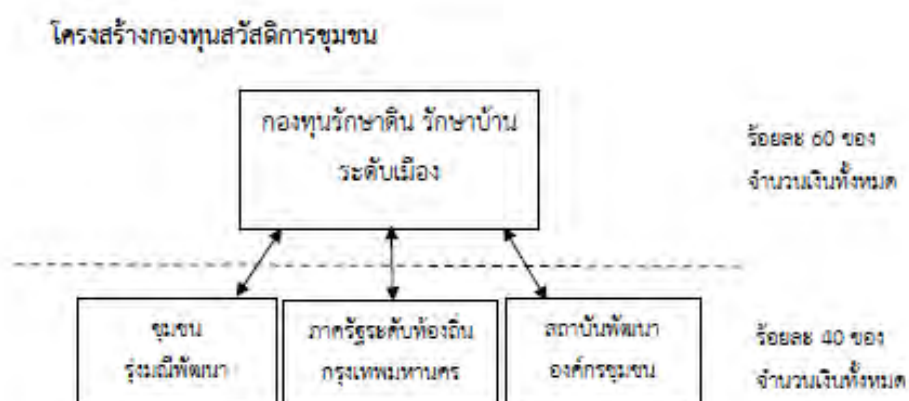 โครงสร้างกองทุนสวัสดิการชุมชน
กองทุนรักษาดิน รักษาบ้าน
ระดับเมือง
ร้อยละ 60 ของ
จำนวนเงินทั้งหมด
ชุมชน
รุ่งมณีพัฒนา
ภาครัฐระดับท้องถิ่น
กรุงเทพมหานคร
สถาบันพัฒนา
องค์กรชุมชน
ร้อยละ 40 ของ
จำนวนเงินทั้งหมด